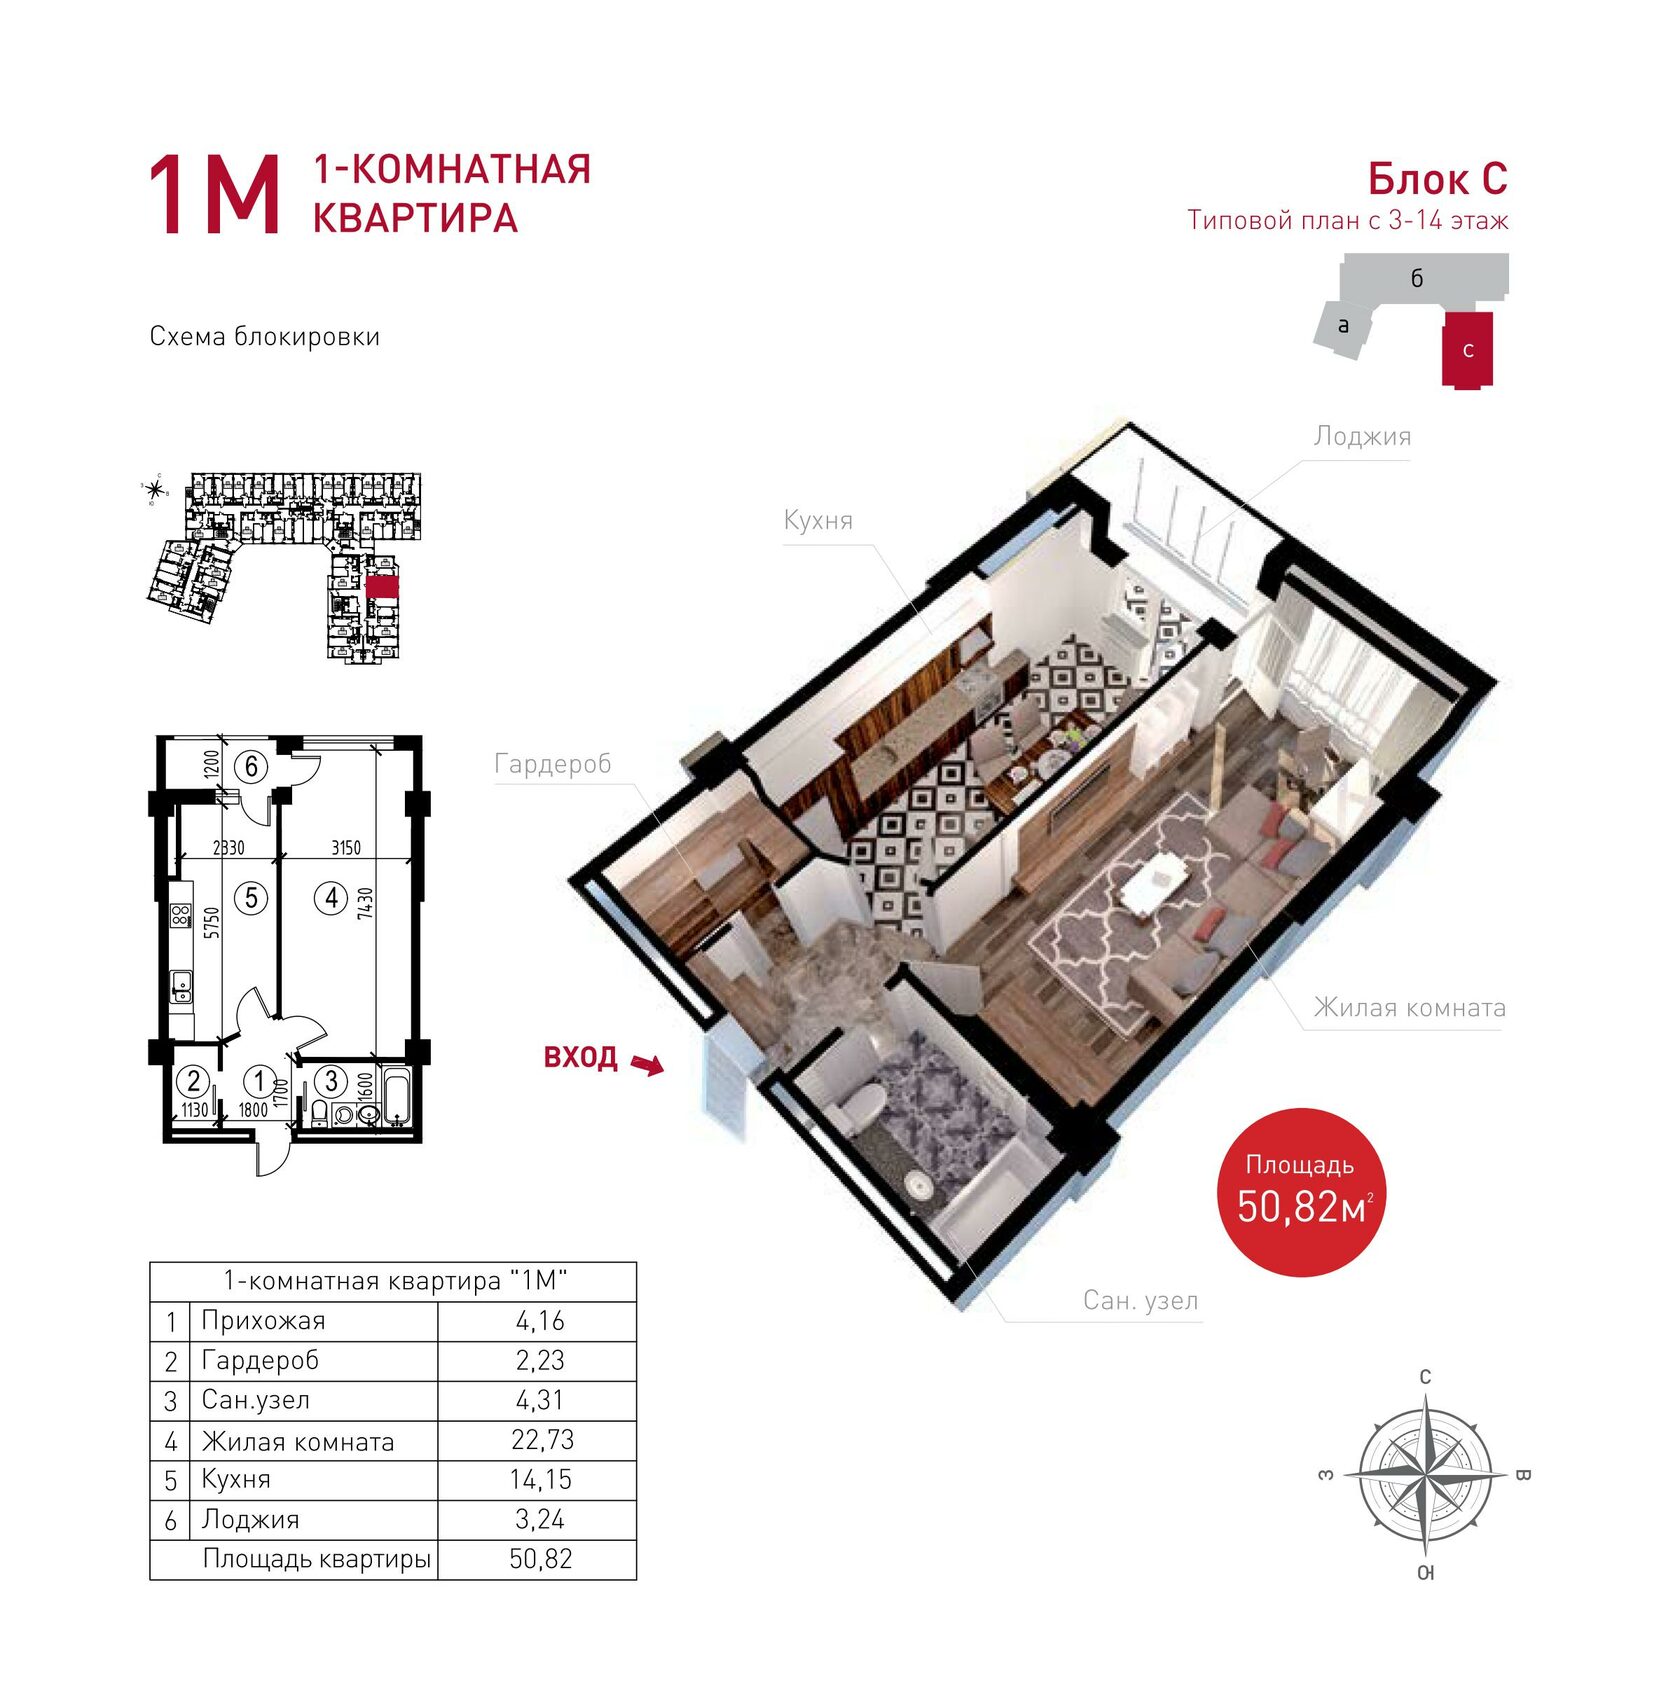 1М
1-КОМНАТНАЯ
КВАРТИРА
Блок С
Типовой план с 3-14 этаж
б
а
с
Схема блокировки
Лоджия
Кухня
Гардероб
Жилая комната
ВХОД
Сан. узел
Площадь
50,82м²
1200
6
2330
3150
5
4
5750
7430
2
1
3
1130
1800
1700
1600
1-комнатная квартира "1М"
1 Прихожая 4,16
2 Гардероб 2,23
3 Сан.узел 4,31
4 Жилая комната 22,73
5 Кухня 14,15
6 Лоджия 3,24
Площадь квартиры 50,82
С
З
В
Ю